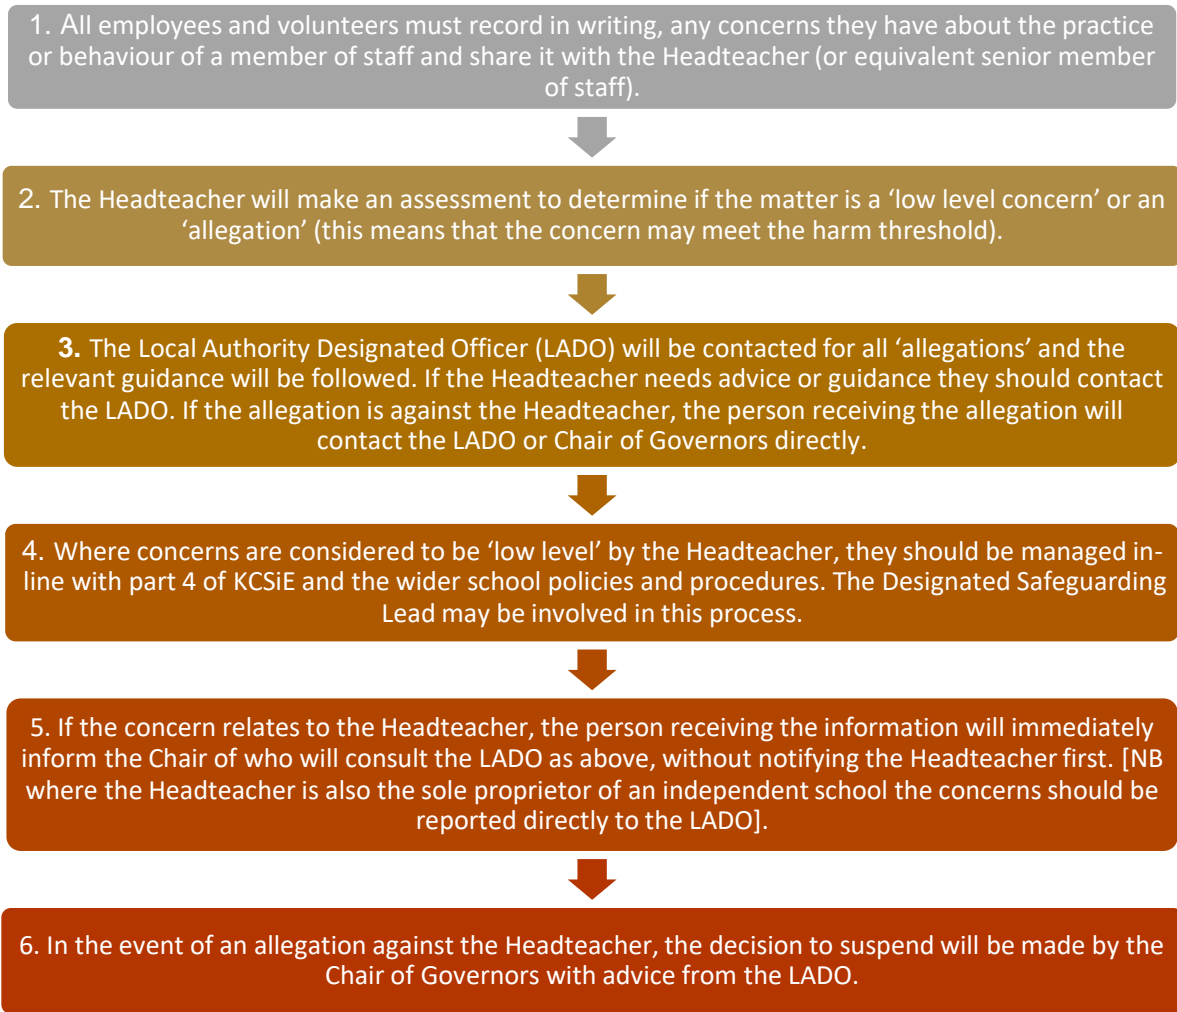 1. All employees and volunteers must record in writing, any concerns they have about the practice
or behaviour of a member of staff and share it with the Headteacher (or equivalent senior member
of staff).
2. The Headteacher will make an assessment to determine if the matter is a ‘low level concern’ or an
‘allegation’ (this means that the concern may meet the harm threshold).
3. The Local Authority Designated Officer (LADO) will be contacted for all ‘allegations’ and the
relevant guidance will be followed. If the Headteacher needs advice or guidance they should contact
the LADO. If the allegation is against the Headteacher, the person receiving the allegation will
contact the LADO or Chair of Governors directly.
4. Where concerns are considered to be ‘low level’ by the Headteacher, they should be managed in-
line with part 4 of KCSiE and the wider school policies and procedures. The Designated Safeguarding
Lead may be involved in this process.
5. If the concern relates to the Headteacher, the person receiving the information will immediately
inform the Chair of who will consult the LADO as above, without notifying the Headteacher first. [NB
where the Headteacher is also the sole proprietor of an independent school the concerns should be
reported directly to the LADO].
6. In the event of an allegation against the Headteacher, the decision to suspend will be made by the
Chair of Governors with advice from the LADO.